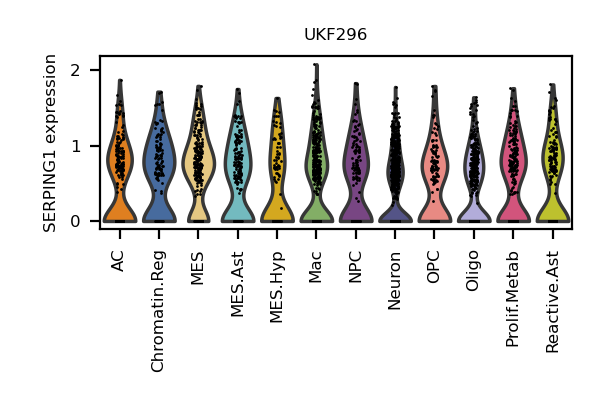 UKF296
SERPING1 expression
2
1
0
AC
Chromatin.Reg
MES
MES.Ast
MES.Hyp
Mac
NPC
Neuron
OPC
Oligo
Prolif.Metab
Reactive.Ast